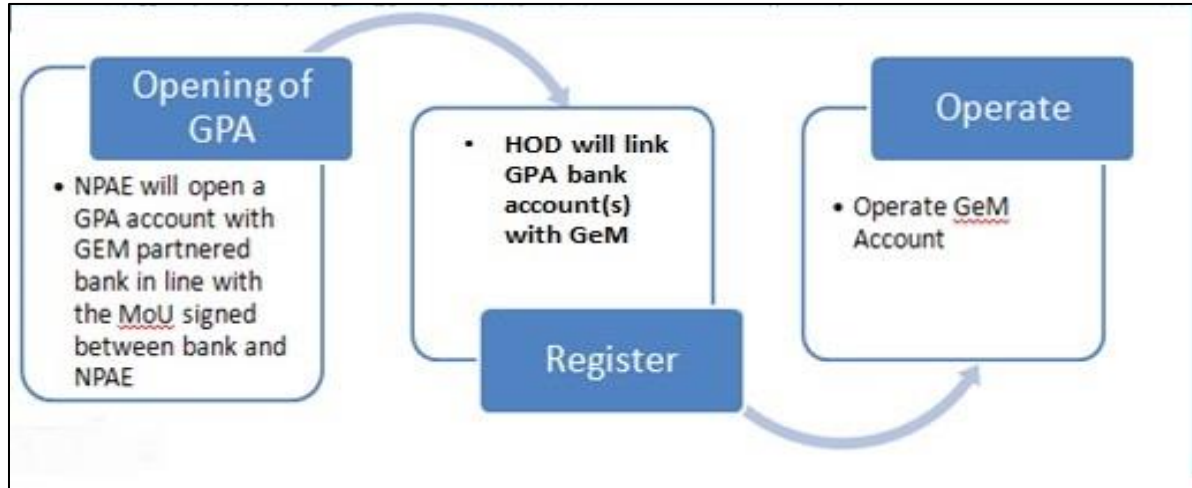 Opening of
GPA
• NPAE will open a
GPA account with
GEM partnered
bank in line with
the MoU signed
between bank and
NPAE
• HOD will link
GPA bank
account(s)
with GeM
Register
Operate
• Operate GeM
Account